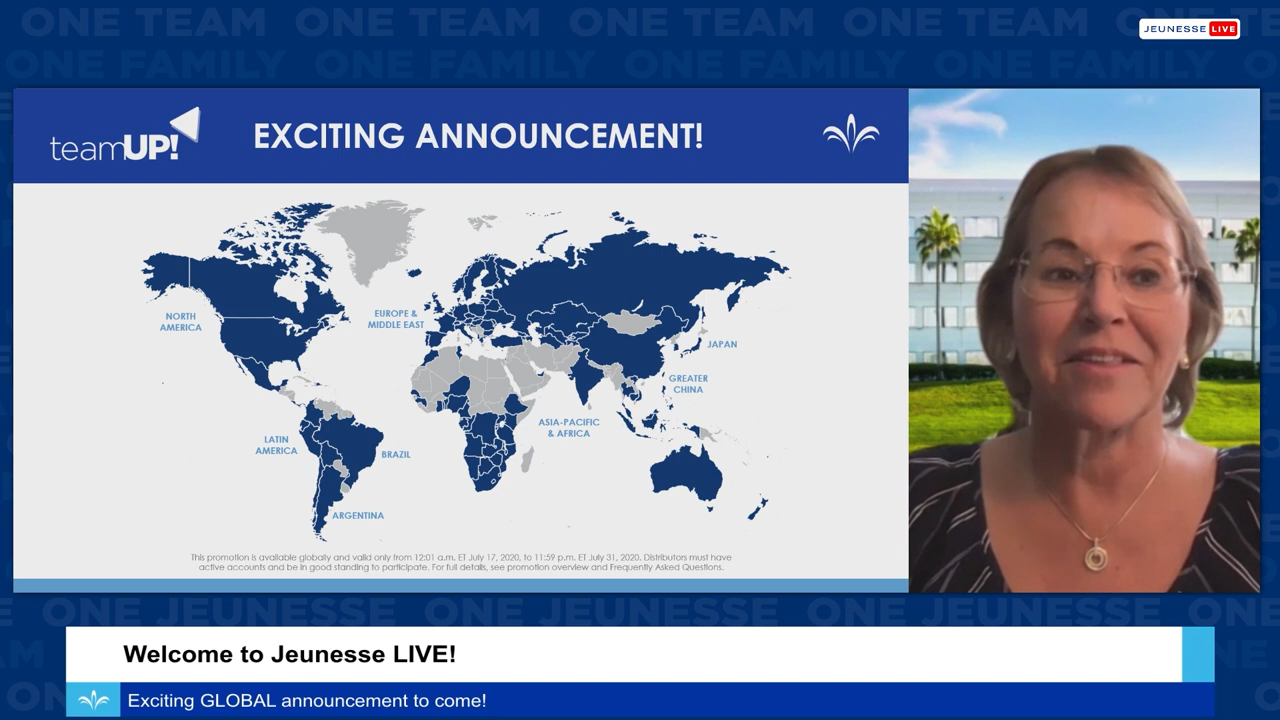 ONE TEAM ONE TEAM ONE TEAM ONE TEAM
JEUNESSE LIVE
ONE FAMILY ONE FAMILY ONE FAMILY ONE FAMILY
teamUP!
EXCITING ANNOUNCEMENT!
NORTH
AMERICA
EUROPE &
MIDDLE EAST
JAPAN
GREATER
CHINA
ASIA-PACIFIC
& AFRICA
LATIN
AMERICA
BRAZIL
ARGENTINA
This promotion is available globally and valid only from 12:01 a.m. ET July 17, 2020, to 11:59 p.m. ET July 31, 2020. Distributors must have
active accounts and be in good standing to participate. For full details, see promotion overview and Frequently Asked Questions.
ONE JEUNESSE ONE JEUNESSE ONE JEUNESSE
Welcome to Jeunesse LIVE!
Exciting GLOBAL announcement to come!